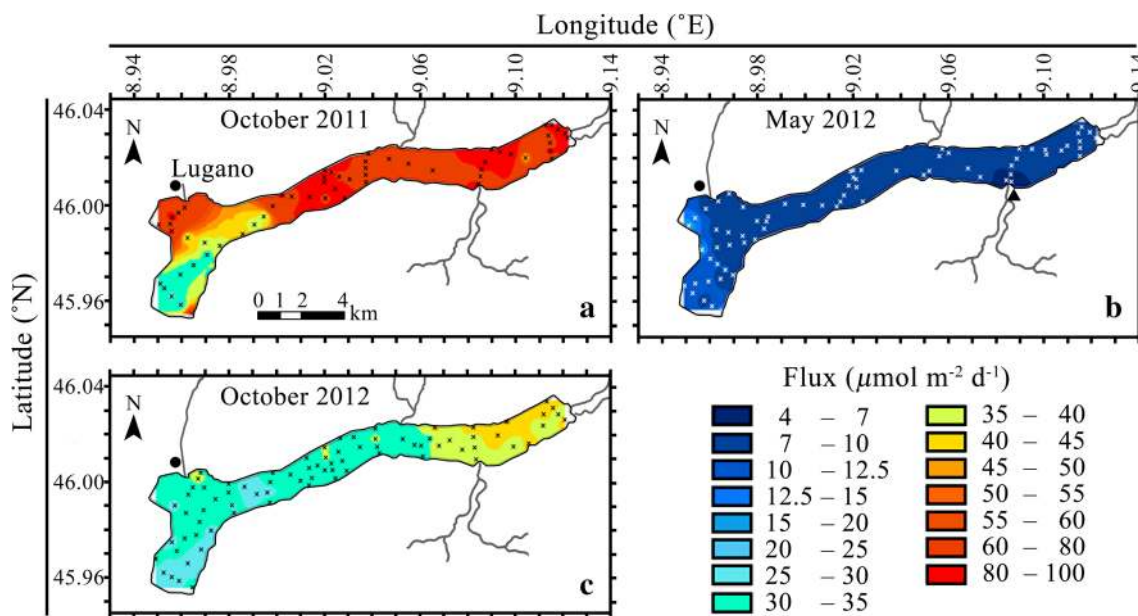 Longitude (˚E)
8.94 8.98 9.02 9.06 9.10 9.14
8.94 8.98 9.02 9.06 9.10 9.14
Latitude (˚N)
46.04
46.00
45.96
N
October 2011
Lugano
0 1 2 4
km
a
N
May 2012
b
46.04
46.00
45.96
N
October 2012
c
Flux (µmol m-2 d-1)
4 – 7
7 – 10
10 – 12.5
12.5 – 15
15 – 20
20 – 25
25 – 30
30 – 35
35 – 40
40 – 45
45 – 50
50 – 55
55 – 60
60 – 80
80 – 100